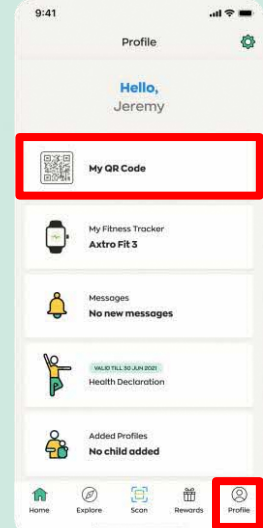 9:41
Profile
Hello,
Jeremy
My QR Code
My Fitness Tracker
Axtro Fit 3
Messages
No new messages
VALID TILL 30 JUN 2021
Health Declaration
Added Profiles
No child added
Home Explore Scan Rewards Profile